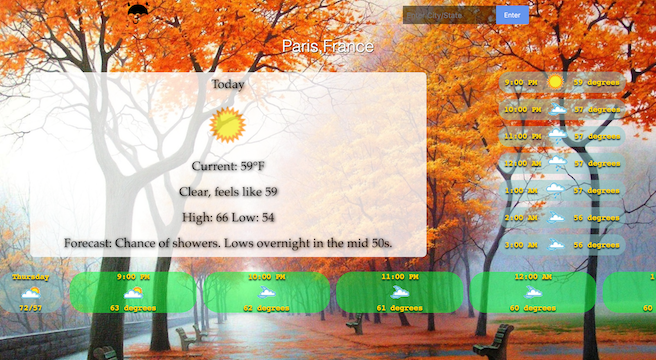 Enter City/State
Enter
Paris,France
Today
Current: 59°F
Clear, feels like 59
High: 66 Low: 54
Forecast: Chance of showers. Lows overnight in the mid 50s.
9:00 PM 59 degrees
10:00 PM 57 degrees
11:00 PM 57 degrees
12:00 AM 57 degrees
1:00 AM 57 degrees
2:00 AM 56 degrees
3:00 AM 56 degrees
Thursday
72/57
9:00 PM
63 degrees
10:00 PM
62 degrees
11:00 PM
61 degrees
12:00 AM
60 degrees
1
60